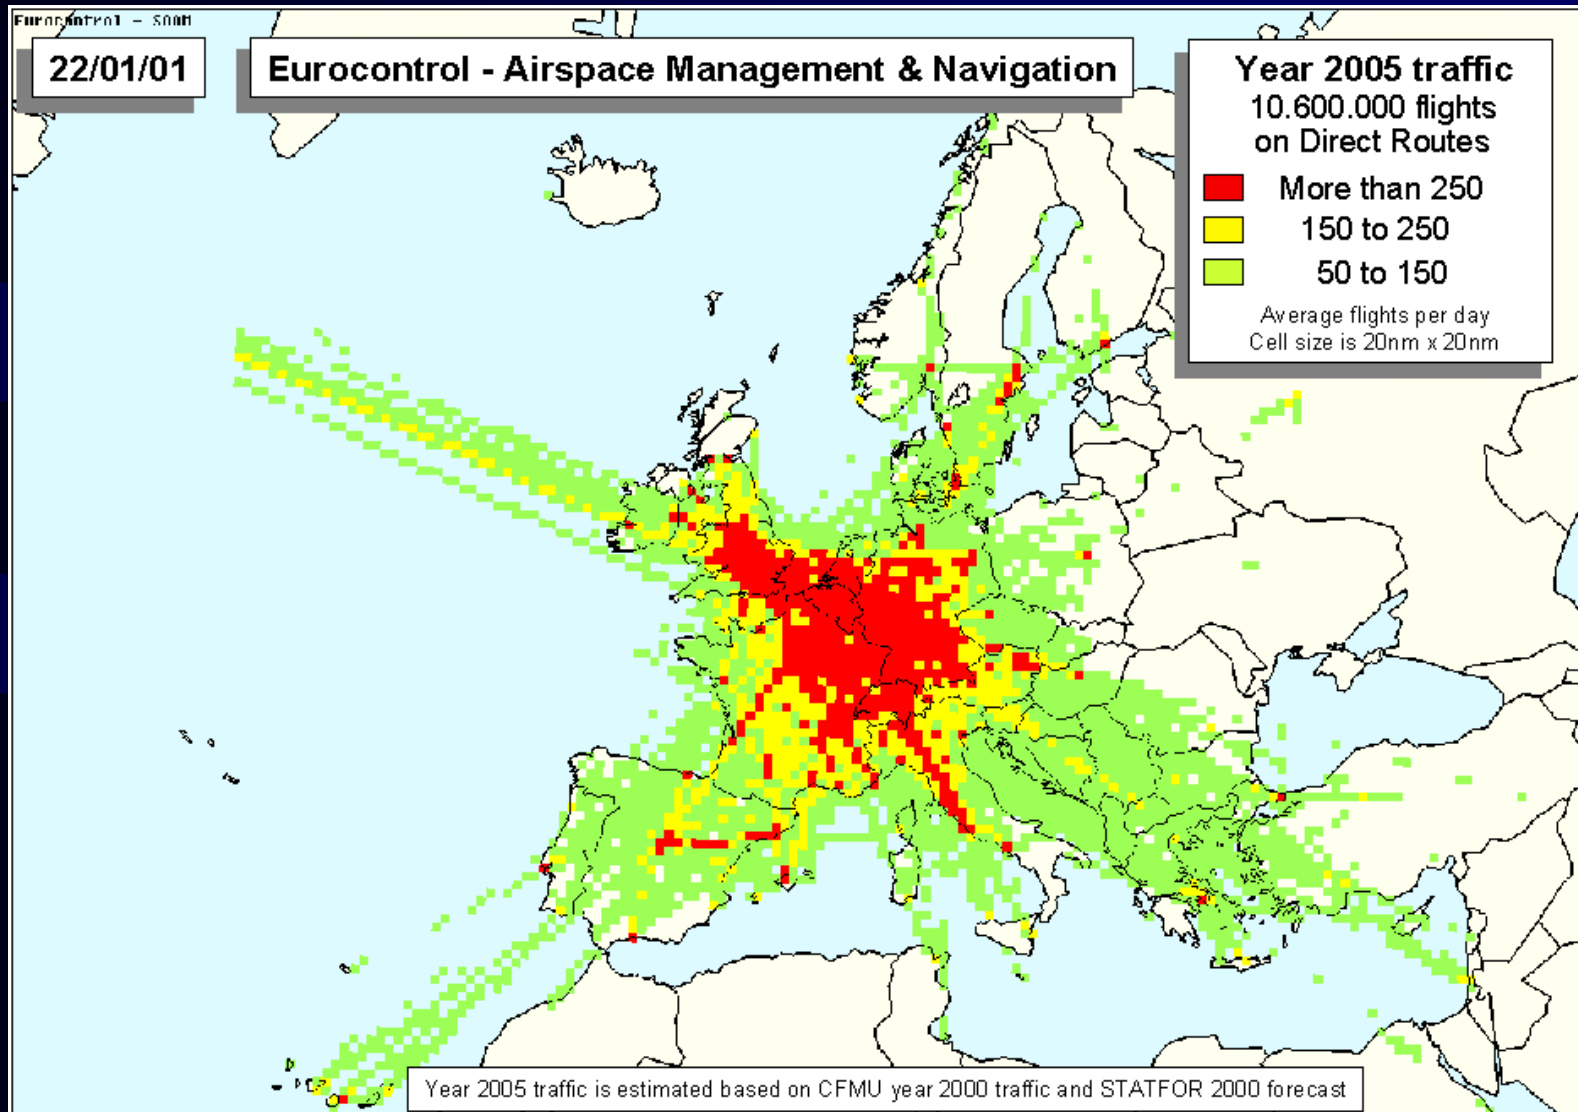 Eurocontrol - SOOM
22/01/01
Eurocontrol - Airspace Management & Navigation
Year 2005 traffic
10.600.000 flights
on Direct Routes
More than 250
150 to 250
50 to 150
Average flights per day
Cell size is 20nm x 20nm
Year 2005 traffic is estimated based on CFMU year 2000 traffic and STATFOR 2000 forecast